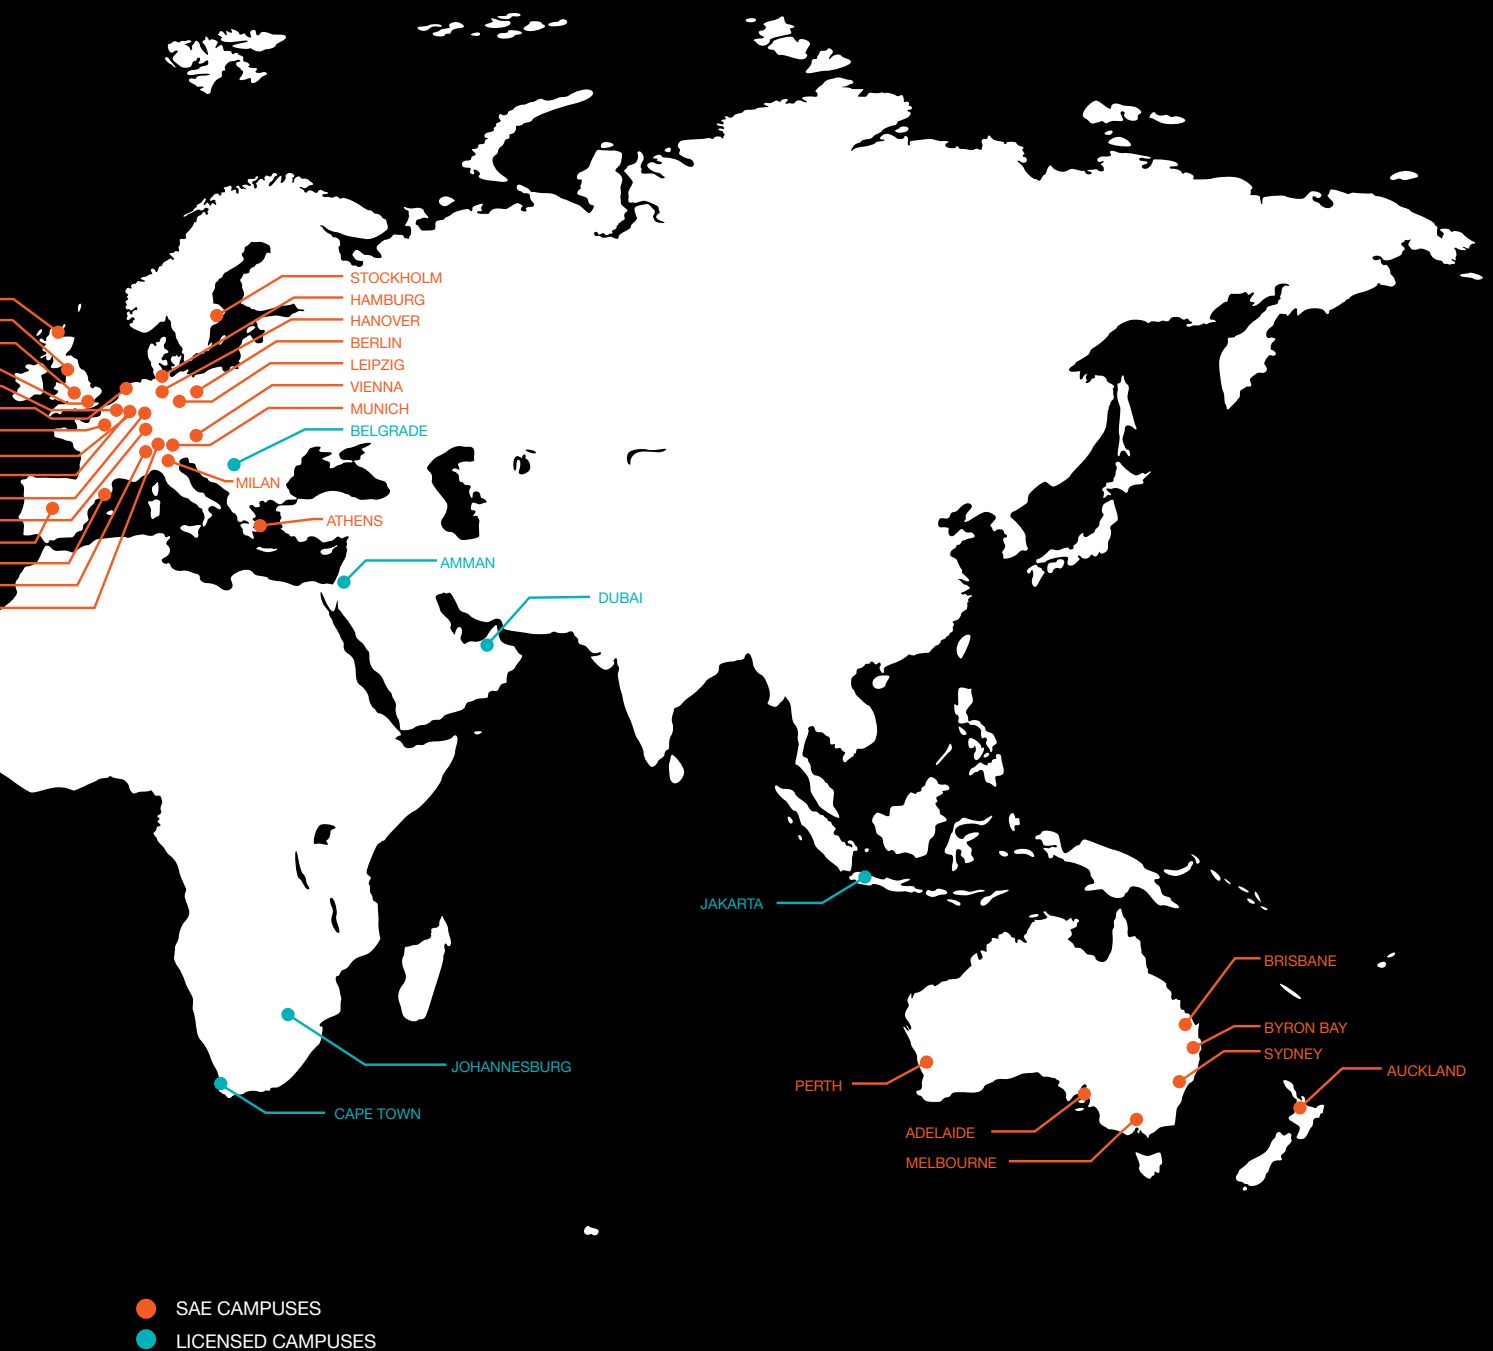 STOCKHOLM
HAMBURG
HANOVER
BERLIN
LEIPZIG
VIENNA
MUNICH
BELGRADE
MILAN
ATHENS
AMMAN
DUBAI
JAKARTA
BRISBANE
BYRON BAY
SYDNEY
AUCKLAND
PERTH
ADELAIDE
MELBOURNE
JOHANNESBURG
CAPE TOWN
SAE CAMPUSES
LICENSED CAMPUSES